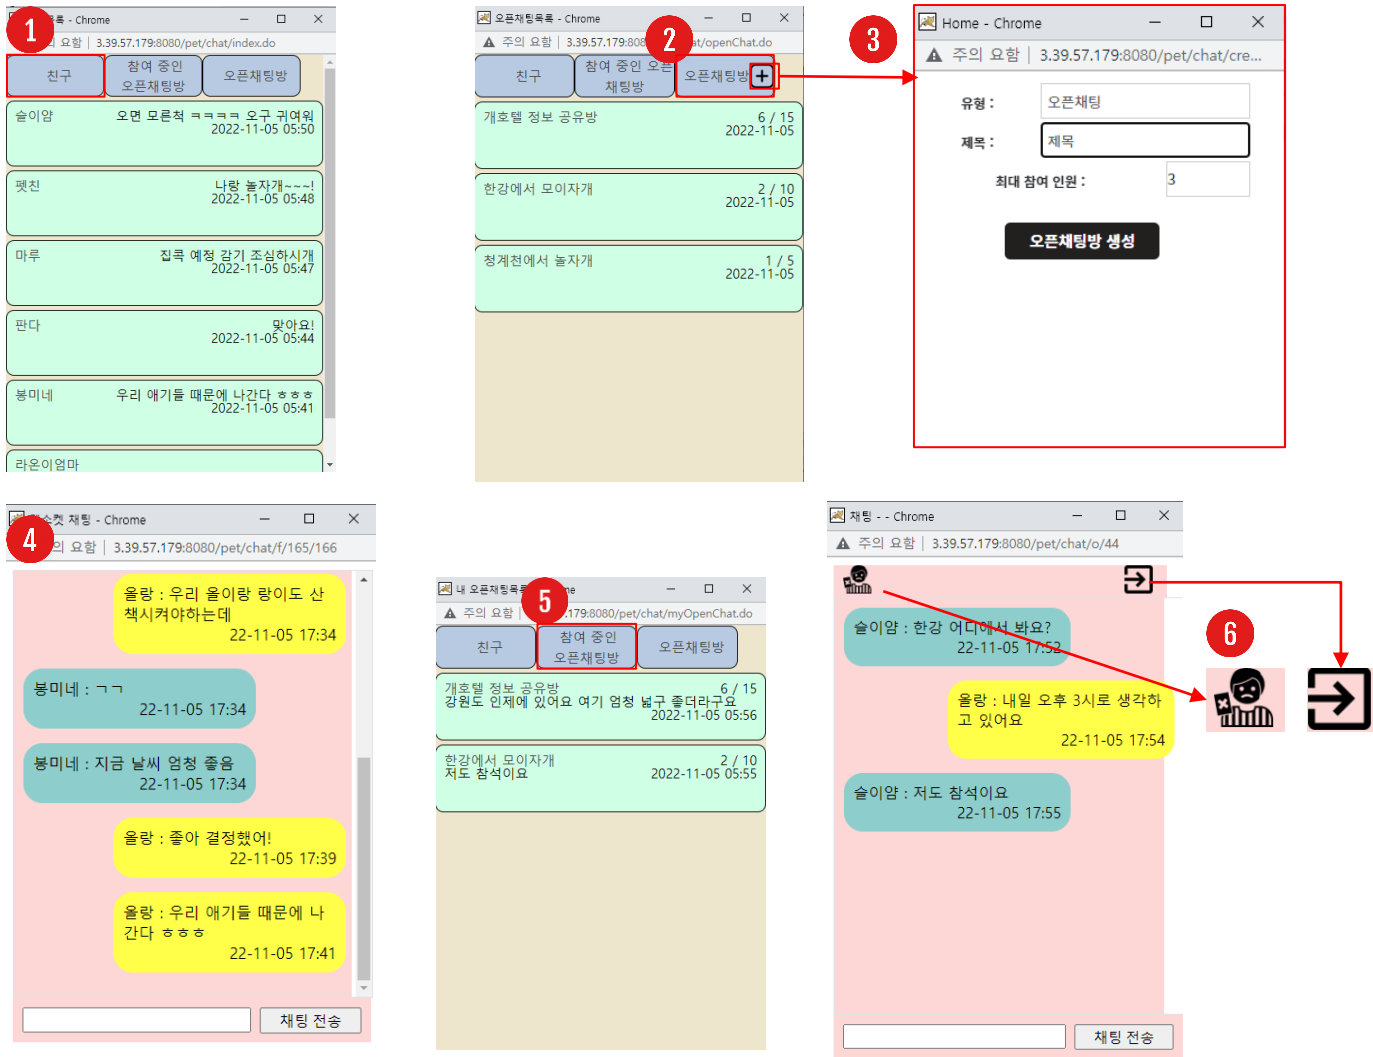 1
목록 - Chrome
의 요함 | 3.39.57.179:8080/pet/chat/index.do
친구
참여 중인
오픈채팅방
오픈채팅방
슬이얌
오면 모른척 ㅋㅋㅋㅋ 오구 귀여워
2022-11-05 05:50
펫친
나랑 놀자개~~~!
2022-11-05 05:48
마루
집콕 예정 감기 조심하시개
2022-11-05 05:47
판다
맞아요!
2022-11-05 05:44
봉미네
우리 애기들 때문에 나간다 ㅎㅎㅎ
2022-11-05 05:41
라온이엄마
2
오픈채팅목록 - Chrome
주의 요함 | 3.39.57.179:808 at/openChat.do
친구
참여 중인 오픈
채팅방
오픈채팅방 +
개호텔 정보 공유방
6 / 15
2022-11-05
한강에서 모이자개
2 / 10
2022-11-05
청계천에서 놀자개
1 / 5
2022-11-05
3
Home - Chrome
주의 요함 | 3.39.57.179:8080/pet/chat/cre...
유형 : 오픈채팅
제목 : 제목
최대 참여 인원 : 3
오픈채팅방 생성
4
소켓 채팅 - Chrome
의 요함 | 3.39.57.179:8080/pet/chat/f/165/166
올랑 : 우리 올이랑 랑이도 산
책시켜야하는데
22-11-05 17:34
봉미네 : ㄱㄱ
22-11-05 17:34
봉미네 : 지금 날씨 엄청 좋음
22-11-05 17:34
올랑 : 좋아 결정했어!
22-11-05 17:39
올랑 : 우리 애기들 때문에 나
간다 ㅎㅎㅎ
22-11-05 17:41
채팅 전송
5
내 오픈채팅목록 me
주의 요함 | .179:8080/pet/chat/myOpenChat.do
친구
참여 중인
오픈채팅방
오픈채팅방
개호텔 정보 공유방
6 / 15
강원도 인제에 있어요 여기 엄청 넓구 좋더라구요
2022-11-05 05:56
한강에서 모이자개
2 / 10
저도 참석이요
2022-11-05 05:55
채팅 - - Chrome
주의 요함 | 3.39.57.179:8080/pet/chat/o/44
슬이얌 : 한강 어디에서 봐요?
22-11-05 17:52
올랑 : 내일 오후 3시로 생각하
고 있어요
22-11-05 17:54
슬이얌 : 저도 참석이요
22-11-05 17:55
채팅 전송
6